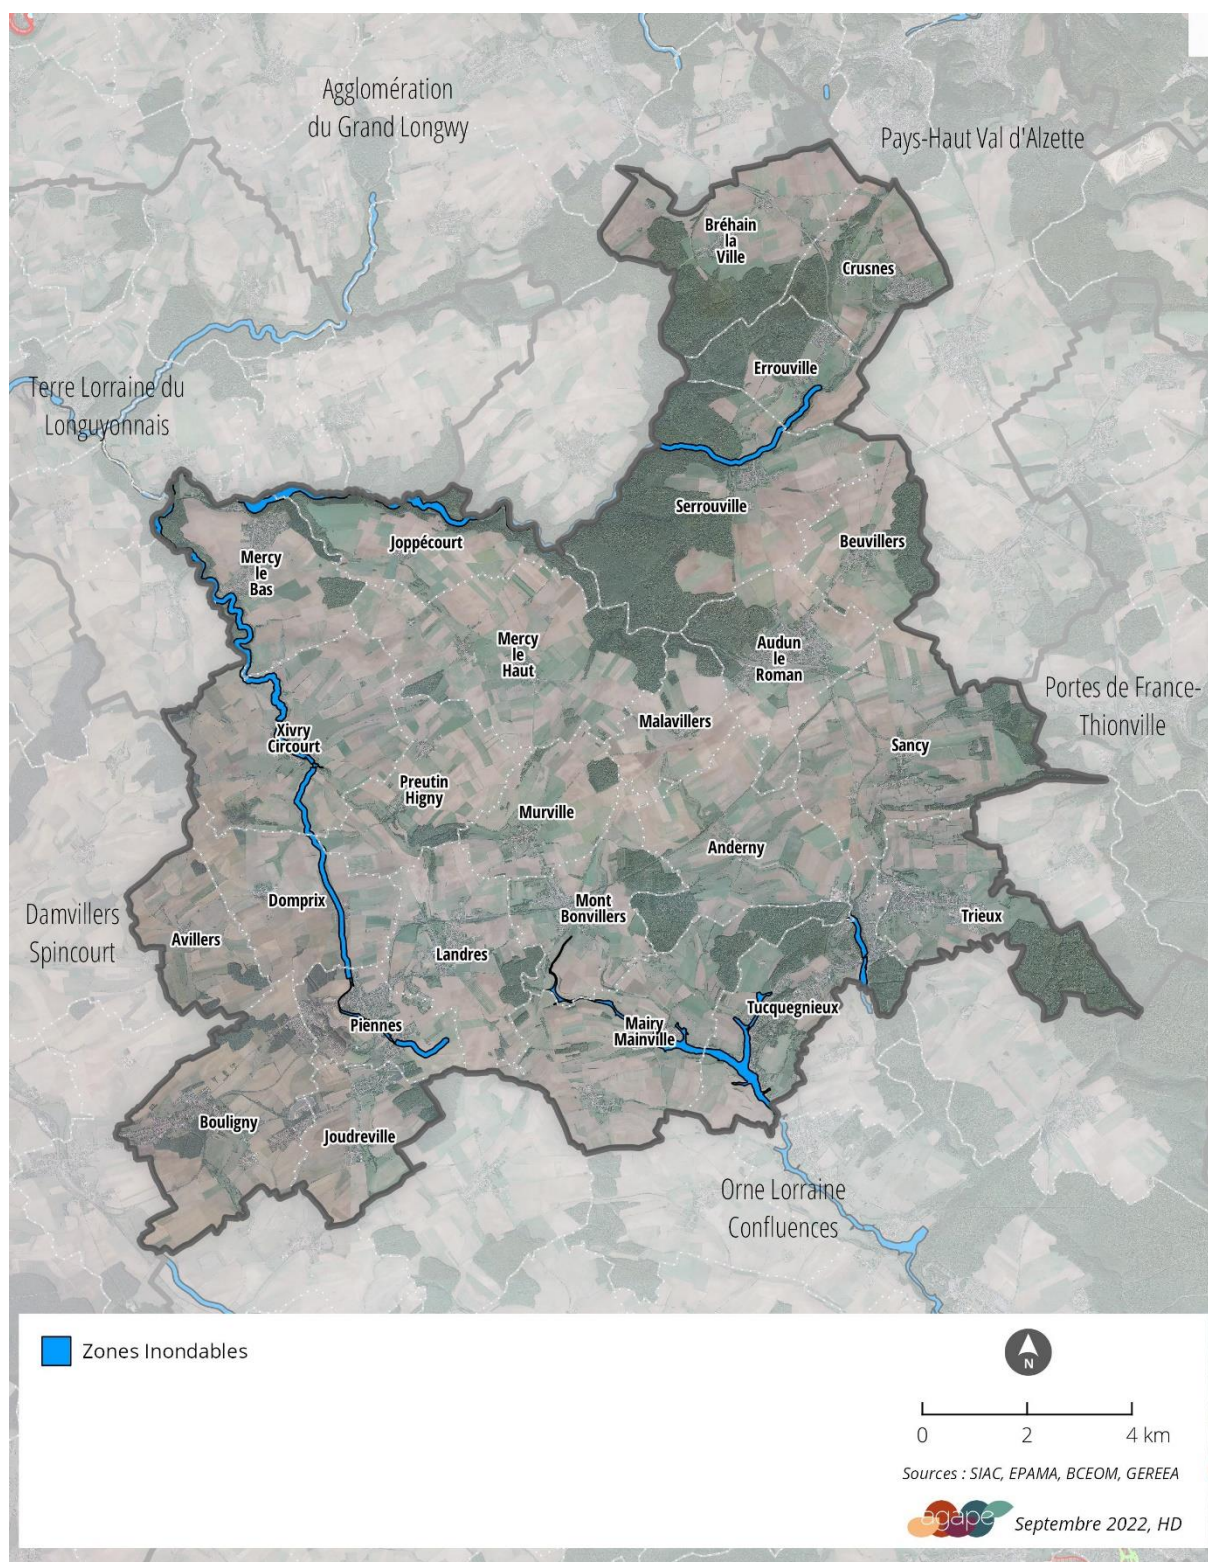 Agglomération
du Grand Longwy
Pays-Haut Val d'Alzette
Bréhain
la
Ville
Crusnes
Errouville
Terre Lorraine du
Longuyonnais
Serrouville
Joppécourt
Beuvillers
Mercy
le
Bas
Mercy
le
Haut
Audun
le
Roman
Portes de France-
Thionville
Malavillers
Xivry
Circourt
Sancy
Preutin
Higny
Murville
Anderny
Domprix
Mont
Bonvillers
Trieux
Damvillers
Spincourt
Avillers
Landres
Tucquegnieux
Piennes
Mairy
Mainville
Bouligny
Joudreville
Orne Lorraine
Confluences
Zones Inondables
N
0 2 4 km
Sources : SIAC, EPAMA, BCEOM, GEREEA
agape Septembre 2022, HD